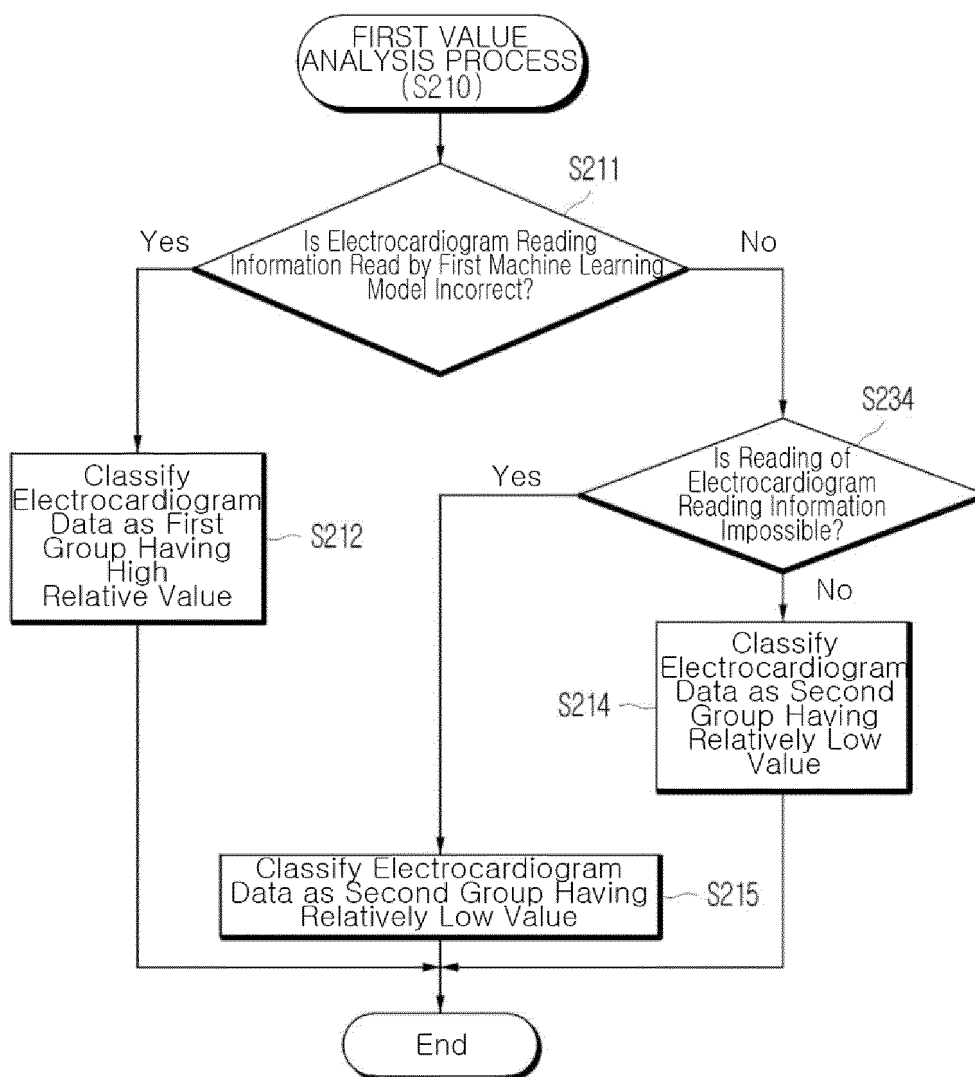 FIRST VALUE
ANALYSIS PROCESS
(S210)
S211
Yes
No
Is Electrocardiogram Reading
Information Read by First Machine Learning
Model Incorrect?
S234
Yes
Is Reading of
Electrocardiogram
Reading Information
Impossible?
Classify
Electrocardiogram
Data as First
Group Having
High
Relative Value
S212
No
Classify
Electrocardiogram
Data as Second
Group Having
Relatively Low
Value
S214
Classify Electrocardiogram
Data as Second Group Having
Relatively Low Value
S215
End